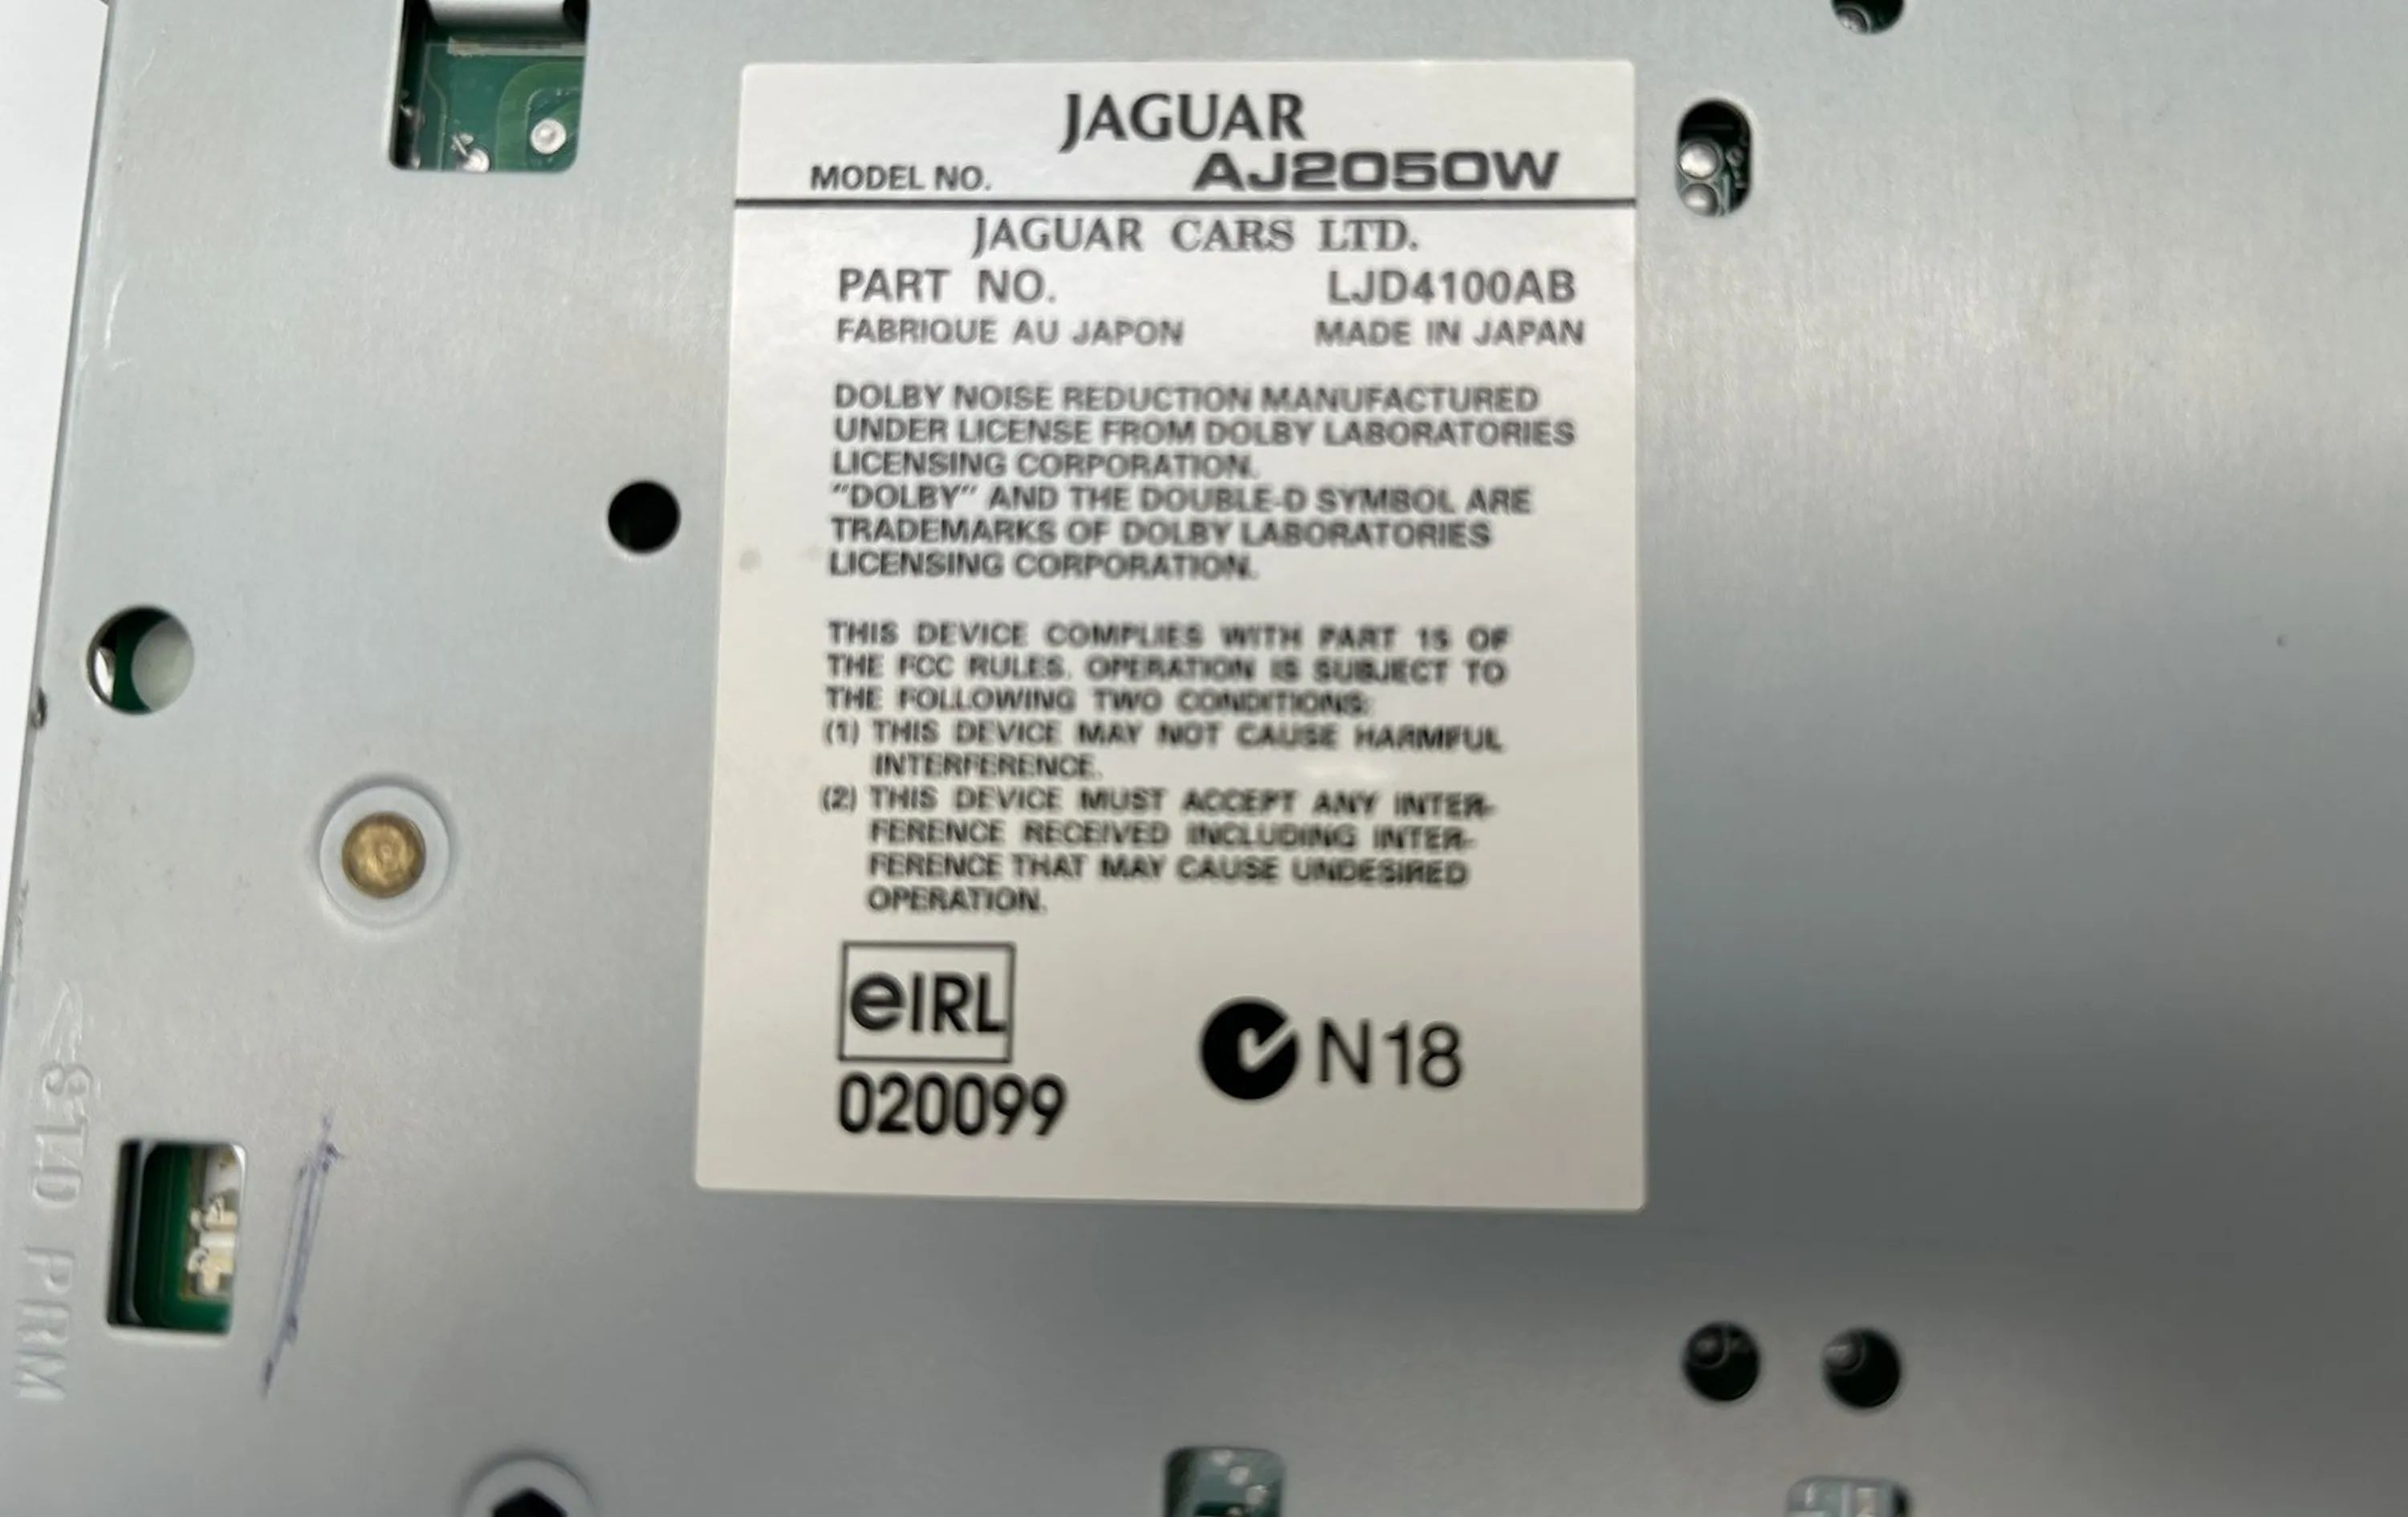 JAGUAR
MODEL NO. AJ2050W
JAGUAR CARS LTD.
PART NO. LJD4100AB
FABRIQUE AU JAPON MADE IN JAPAN
DOLBY NOISE REDUCTION MANUFACTURED
UNDER LICENSE FROM DOLBY LABORATORIES
LICENSING CORPORATION.
"DOLBY" AND THE DOUBLE-D SYMBOL ARE
TRADEMARKS OF DOLBY LABORATORIES
LICENSING CORPORATION.
THIS DEVICE COMPLIES WITH PART 15 OF
THE FCC RULES. OPERATION IS SUBJECT TO
THE FOLLOWING TWO CONDITIONS:
(1) THIS DEVICE MAY NOT CAUSE HARMFUL
INTERFERENCE.
(2) THIS DEVICE MUST ACCEPT ANY INTER-
FERENCE RECEIVED INCLUDING INTER-
FERENCE THAT MAY CAUSE UNDESIRED
OPERATION.
eIRL
020099
N18
PRM